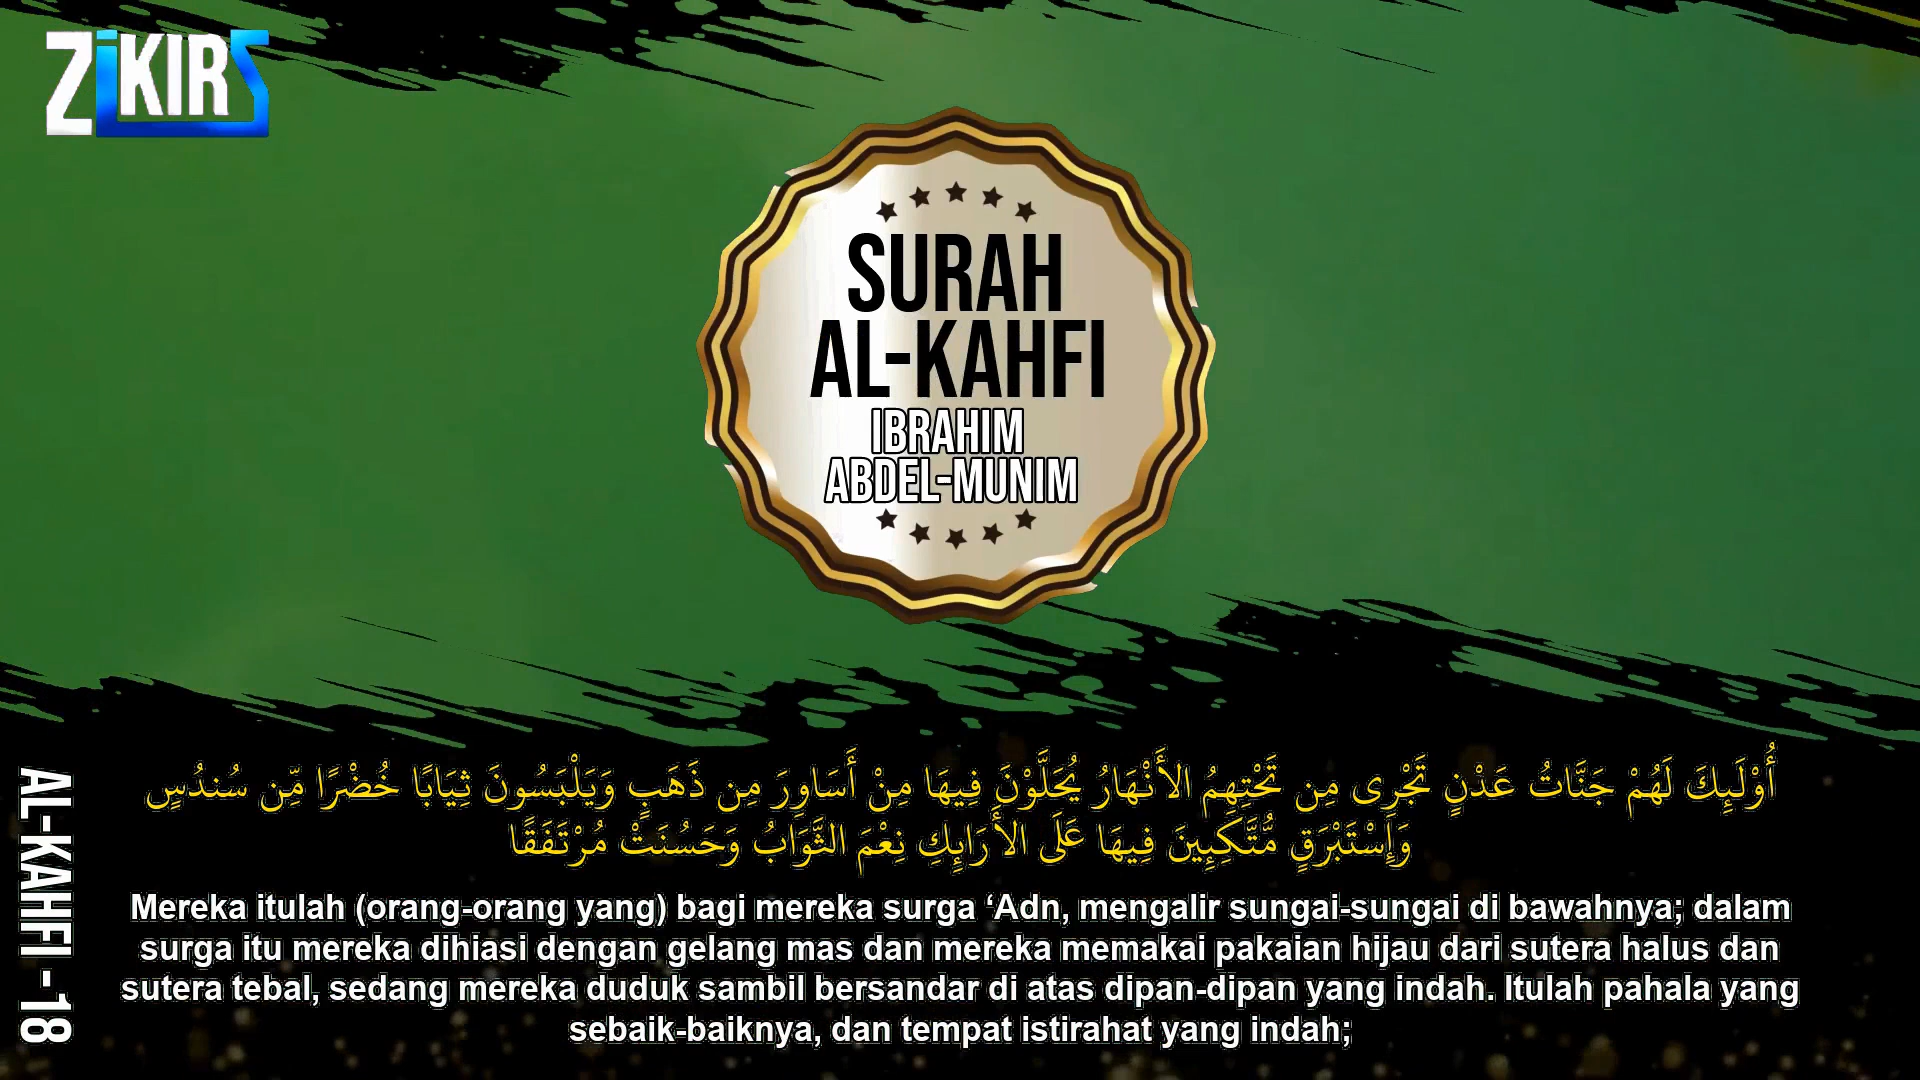 ZIKIRS
SURAH
AL-KAHFI
IBRAHIM
ABDEL-MUNIM
أُوْلَـٰئِكَ لَهُمْ جَنَّاتُ عَدْنٍ تَجْرِى مِن تَحْتِهِمُ الأَنْهَارُ يُحَلَّوْنَ فِيهَا مِنْ أَسَاوِرَ مِن ذَهَبٍ وَيَلْبَسُونَ ثِيَابًا خُضْرًا مِّن سُندُسٍ
وَإِسْتَبْرَقٍ مُّتَّكِئِينَ فِيهَا عَلَى الأَرَائِكِ نِعْمَ الثَّوَابُ وَحَسُنَتْ مُرْتَفَقًا
Mereka itulah (orang-orang yang) bagi mereka surga ‘Adn, mengalir sungai-sungai di bawahnya; dalam
surga itu mereka dihiasi dengan gelang mas dan mereka memakai pakaian hijau dari sutera halus dan
sutera tebal, sedang mereka duduk sambil bersandar di atas dipan-dipan yang indah. Itulah pahala yang
sebaik-baiknya, dan tempat istirahat yang indah;
AL-KAHFI - 18